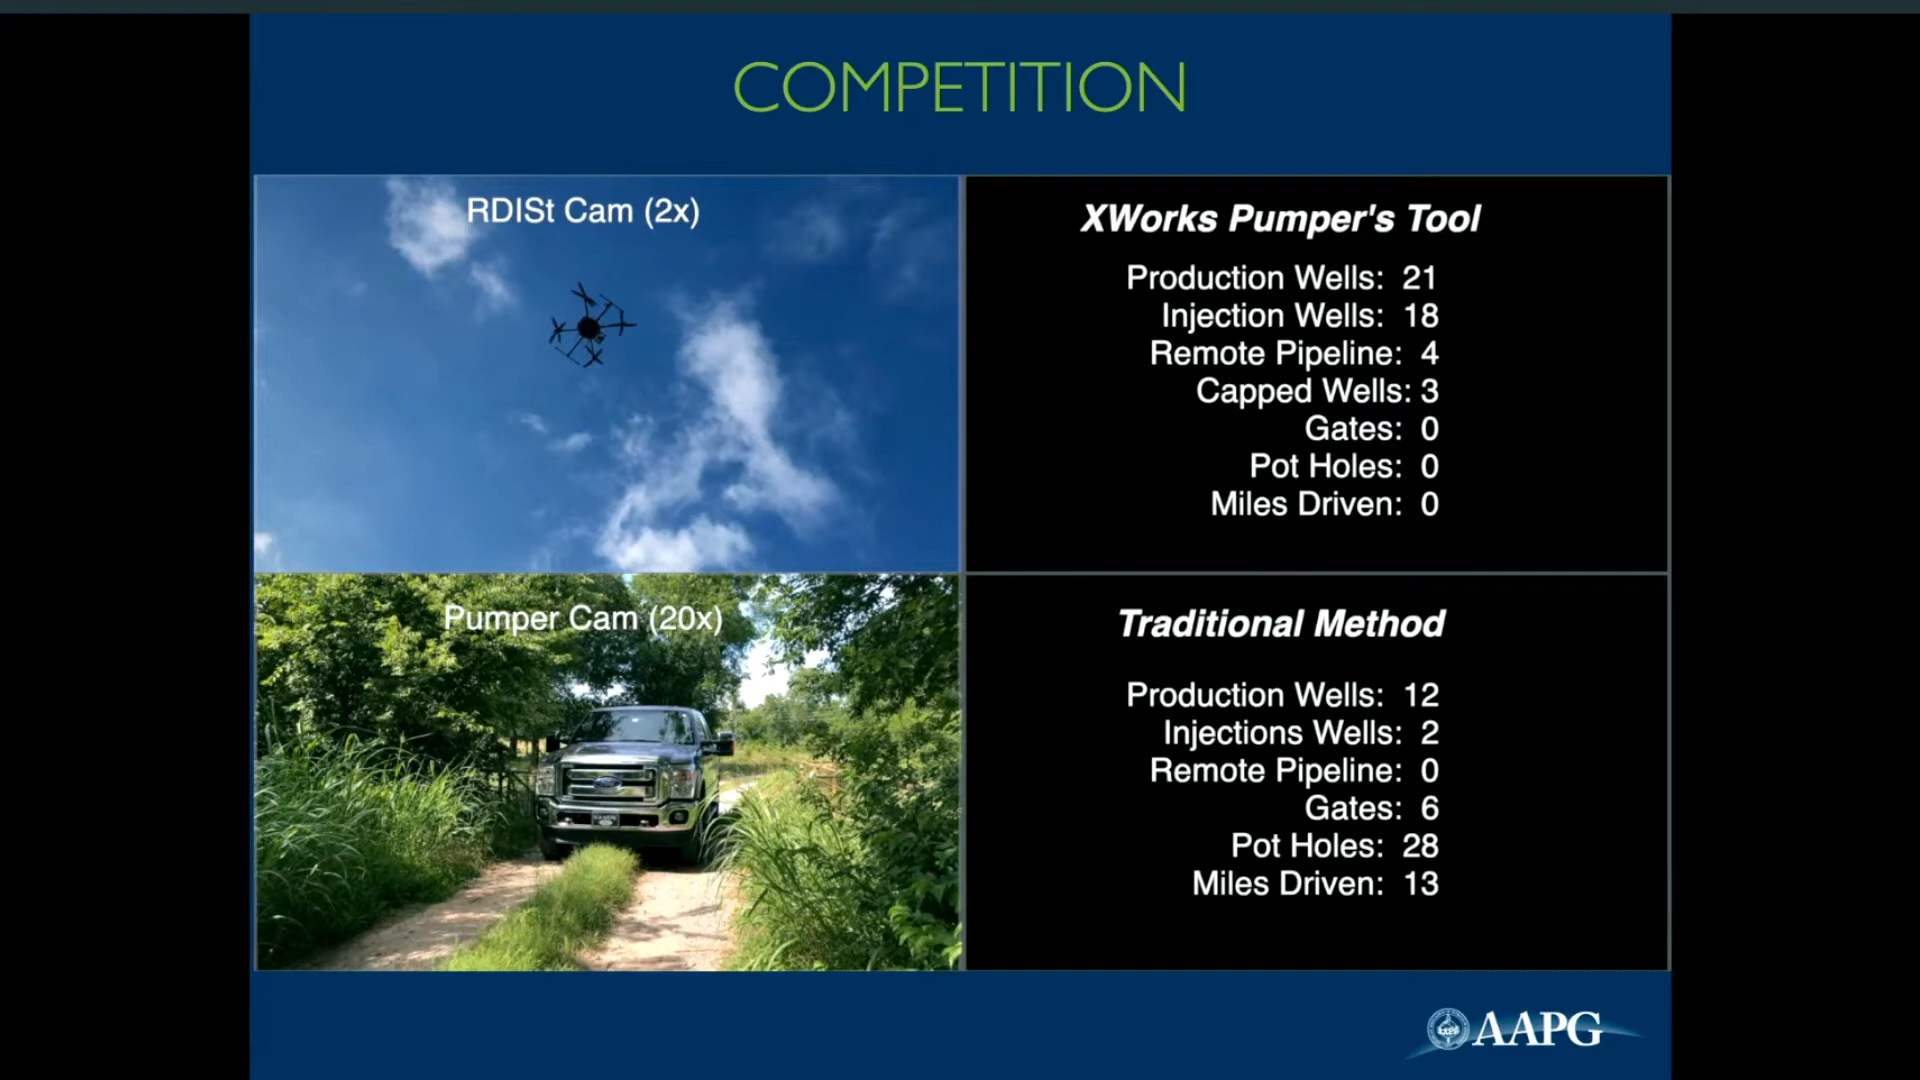 COMPETITION
RDISt Cam (2x)
XWorks Pumper's Tool
Production Wells: 21
Injection Wells: 18
Remote Pipeline: 4
Capped Wells: 3
Gates: 0
Pot Holes: 0
Miles Driven: 0
Pumper Cam (20x)
Traditional Method
Production Wells: 12
Injections Wells: 2
Remote Pipeline: 0
Gates: 6
Pot Holes: 28
Miles Driven: 13
AAPG